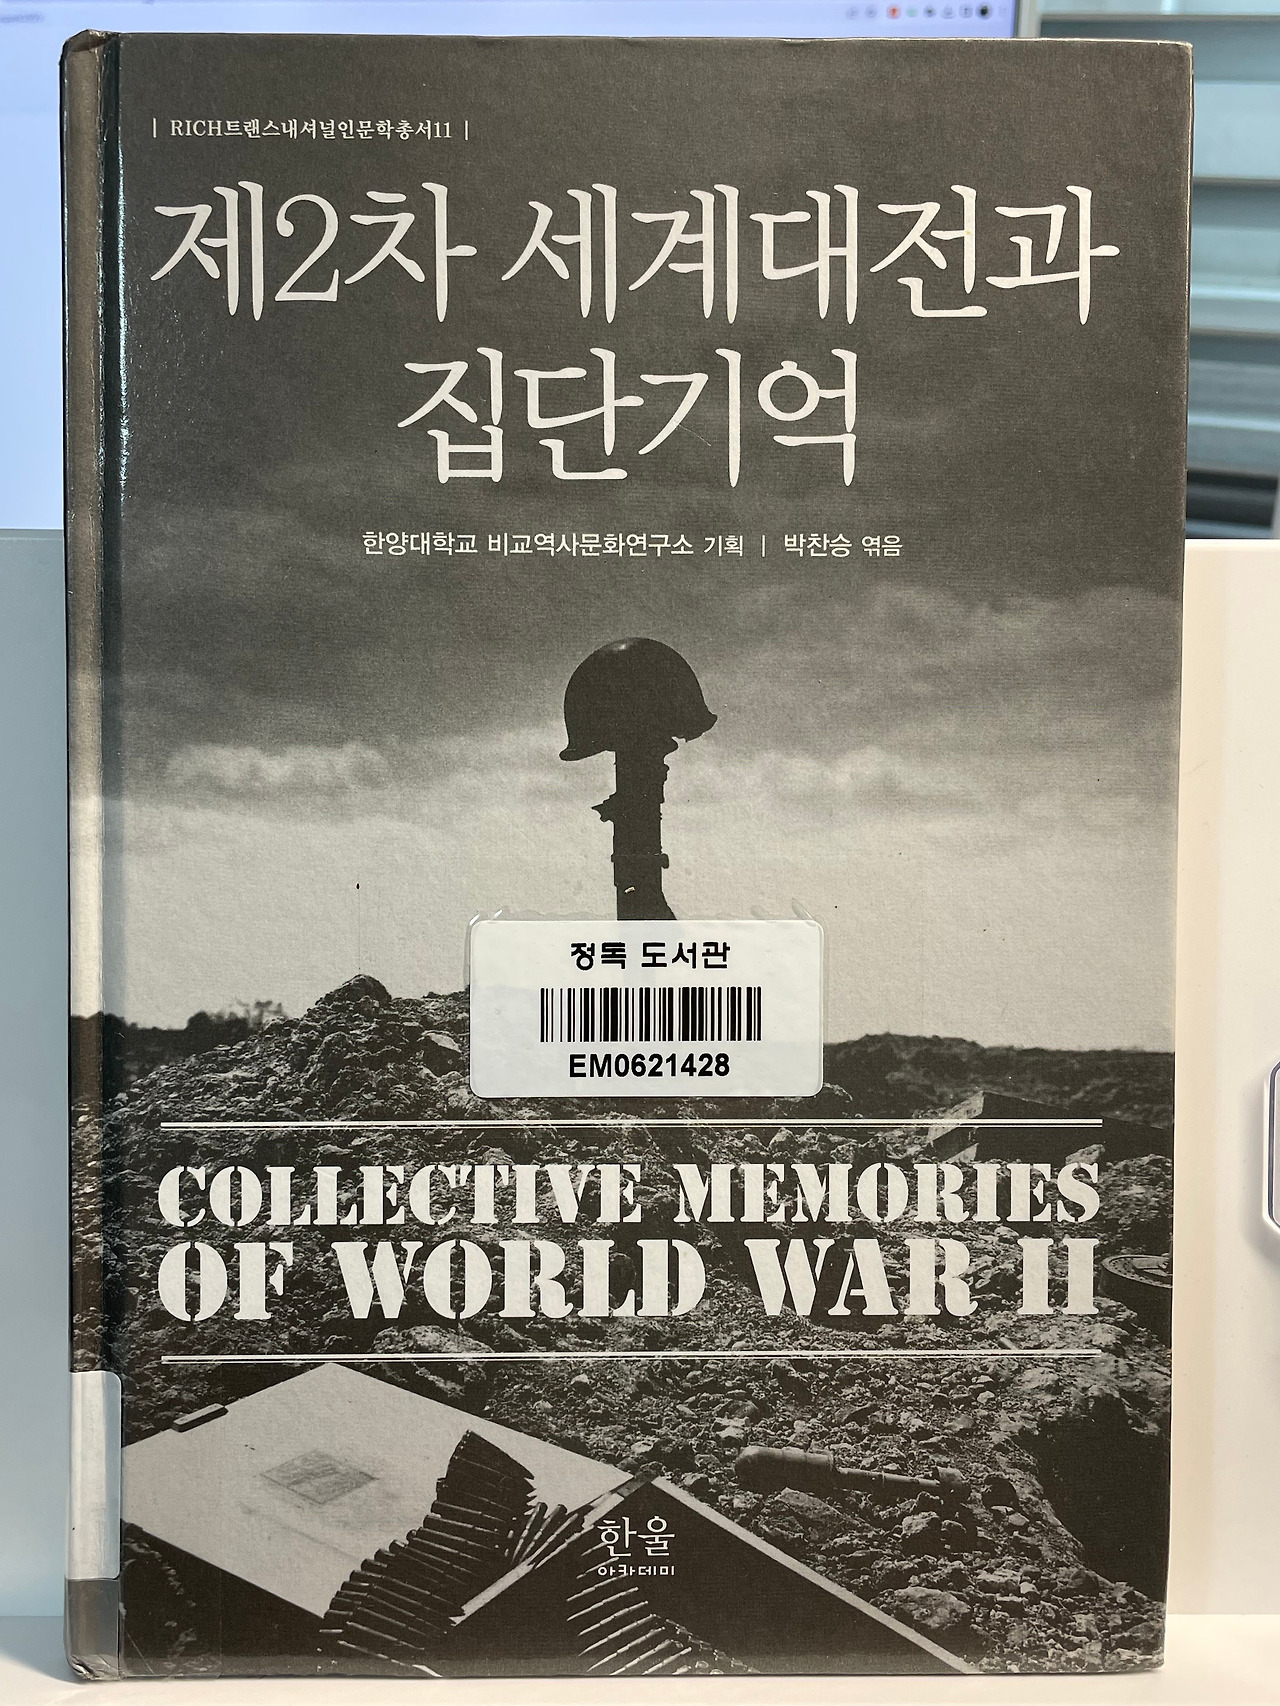 | RICH트랜스내셔널인문학총서11 |
제2차 세계대전과
집단기억
한양대학교 비교역사문화연구소 기획 | 박찬승 엮음
정독 도서관
EM0621428
COLLECTIVE MEMORIES
OF WORLD WAR II
한울
아카데미